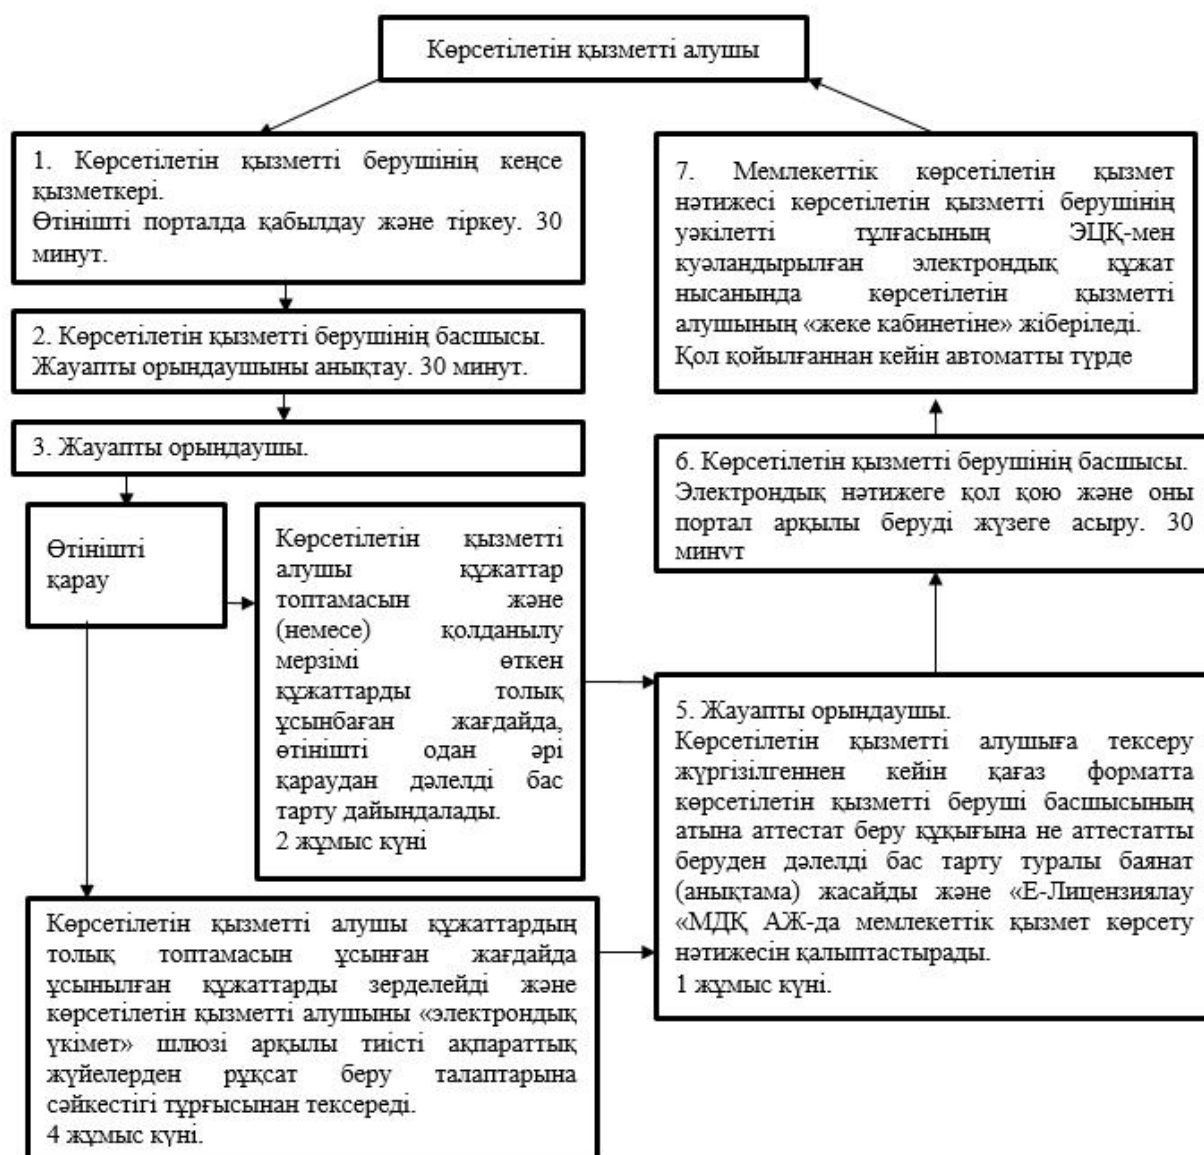 Көрсетілетін қызметті алушы
1. Көрсетілетін қызметті берушінің кеңсе
қызметкері.
Өтінішті порталда қабылдау және тіркеу. 30
минут.
2. Көрсетілетін қызметті берушінің басшысы.
Жауапты орындаушыны анықтау. 30 минут.
3. Жауапты орындаушы.
Өтінішті
қарау
Көрсетілетін қызметті
алушы құжаттар
топтамасын және
(немесе) қолданылу
мерзімі өткен
құжаттарды толық
ұсынбаған жағдайда,
өтінішті одан әрі
қараудан дәлелді бас
тарту дайындалады.
2 жұмыс күні
Көрсетілетін қызметті алушы құжаттардың
толық топтамасын ұсынған жағдайда
ұсынылған құжаттарды зерделейді және
көрсетілетін қызметті алушыны «электрондық
үкімет» шлюзі арқылы тиісті ақпараттық
жүйелерден рұқсат беру талаптарына
сәйкестігі тұрғысынан тексереді.
4 жұмыс күні.
5. Жауапты орындаушы.
Көрсетілетін қызметті алушыға тексеру
жүргізілгеннен кейін қағаз форматта
көрсетілетін қызметті беруші басшысының
атына аттестат беру құқығына не аттестатты
беруден дәлелді бас тарту туралы баянат
(анықтама) жасайды және «Е-Лицензиялау
«МДҚ АЖ-да мемлекеттік қызмет көрсету
нәтижесін қалыптастырады.
1 жұмыс күні.
6. Көрсетілетін қызметті берушінің басшысы.
Электрондық нәтижеге қол қою және оны
портал арқылы беруді жүзеге асыру. 30
минут
7. Мемлекеттік көрсетілетін қызмет
нәтижесі көрсетілетін қызметті берушінің
уәкілетті тұлғасының ЭЦҚ-мен
куәландырылған электрондық құжат
нысанында көрсетілетін қызметті
алушының «жеке кабинетіне» жіберіледі.
Қол қойылғаннан кейін автоматты түрде